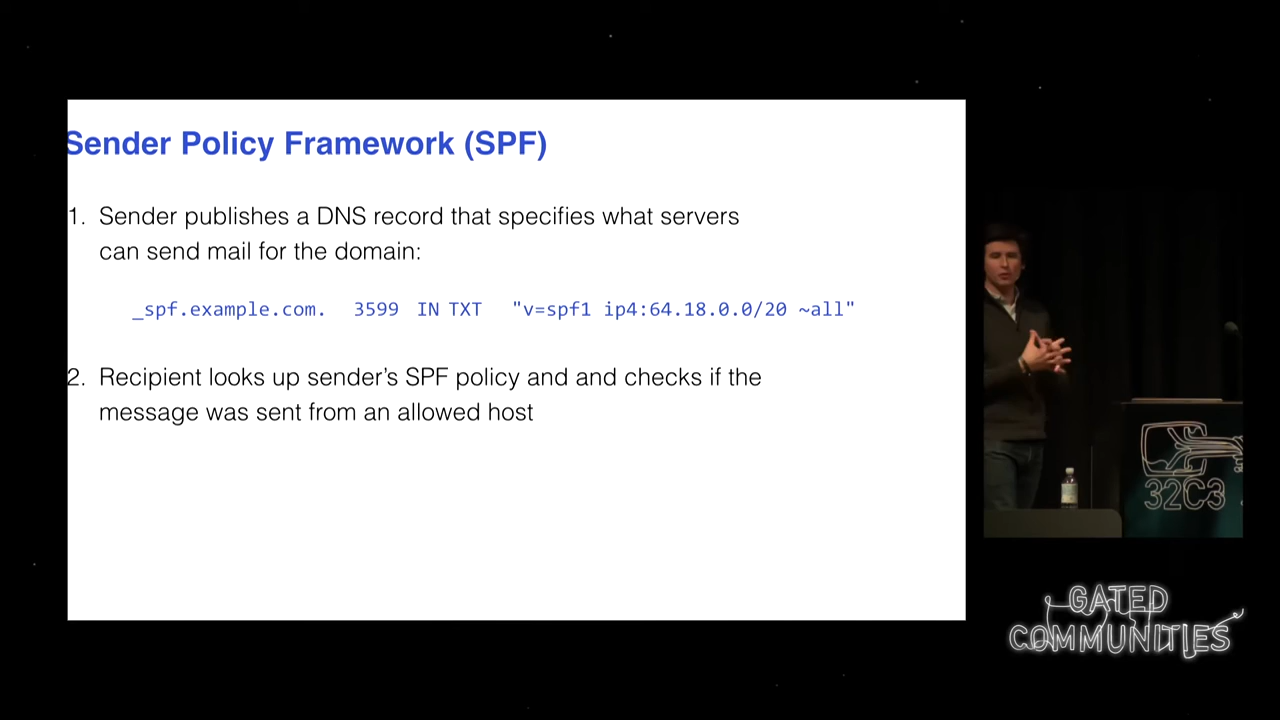 Sender Policy Framework (SPF)
1. Sender publishes a DNS record that specifies what servers
can send mail for the domain:
_spf.example.com. 3599 IN TXT "v=spf1 ip4:64.18.0.0/20 ~all"
2. Recipient looks up sender's SPF policy and and checks if the
message was sent from an allowed host
32C3
GATED
COMMUNITIES